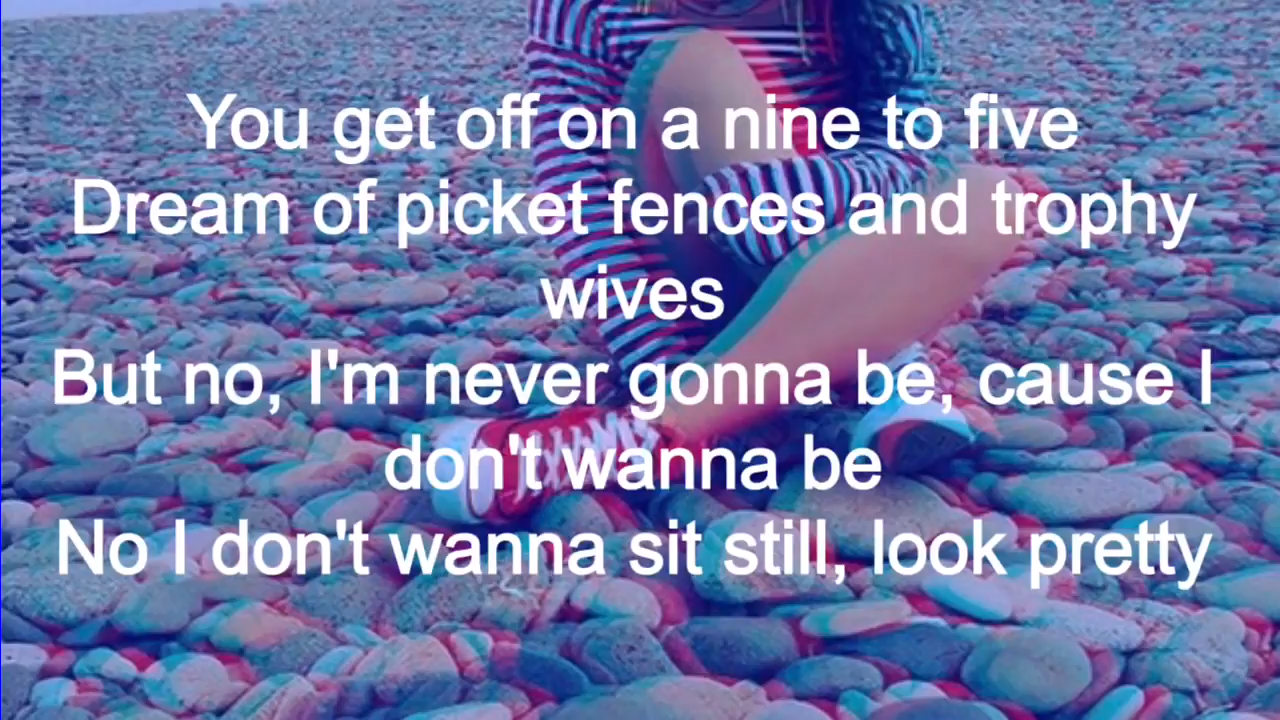 You get off on a nine to five
Dream of picket fences and trophy
wives
But no, I'm never gonna be, cause I
don't wanna be
No I don't wanna sit still, look pretty